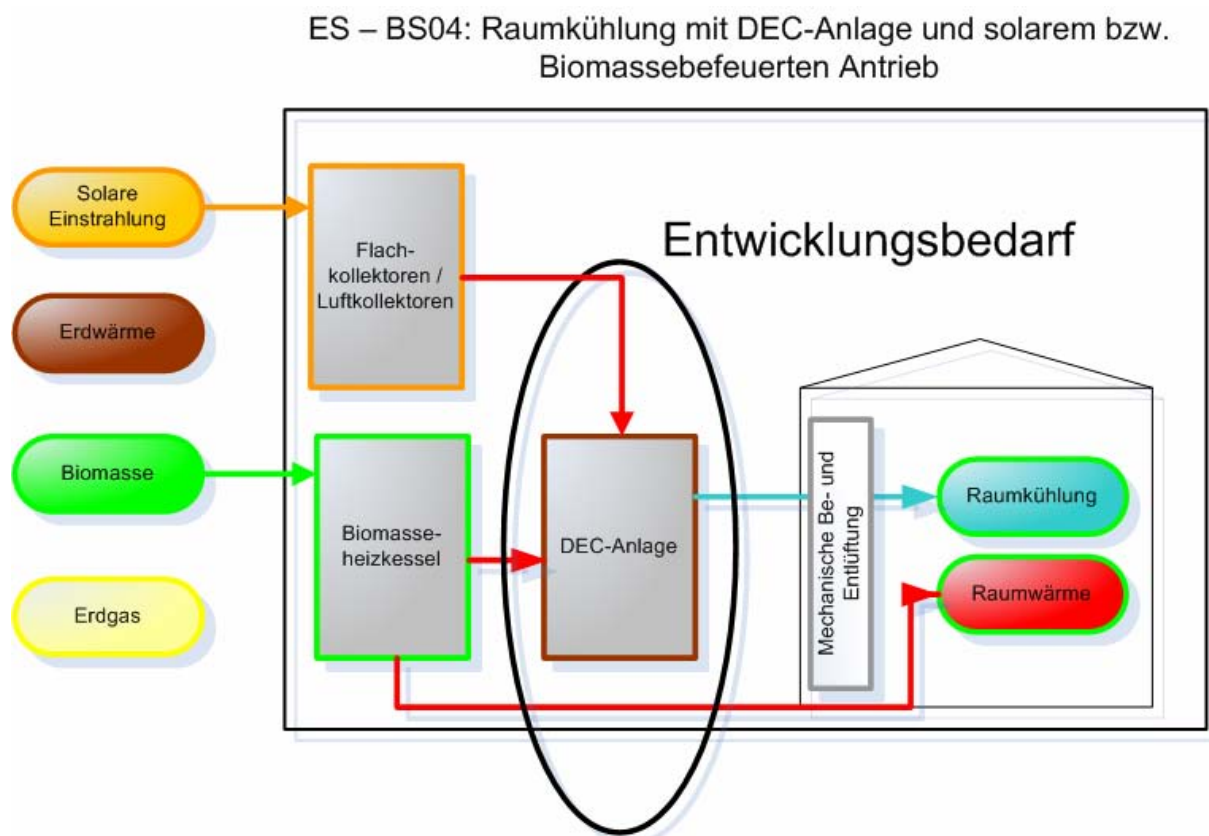 ES – BS04: Raumkühlung mit DEC-Anlage und solarem bzw.
Biomassebefeuerten Antrieb
Solare
Einstrahlung
Flach-
kollektoren /
Luftkollektoren
Entwicklungsbedarf
Erdwärme
Biomasse
Biomasse-
heizkessel
DEC-Anlage
Mechanische Be- und
Entlüftung
Raumkühlung
Raumwärme
Erdgas